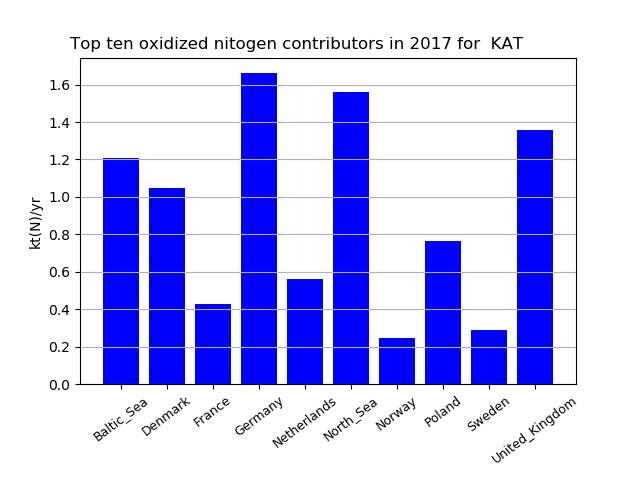 Top ten oxidized nitogen contributors in 2017 for  KAT
kt(N)/yr
1.6
1.4
1.2
1.0
0.8
0.6
0.4
0.2
0.0
Baltic_Sea
Denmark
France
Germany
Netherlands
North_Sea
Norway
Poland
Sweden
United_Kingdom